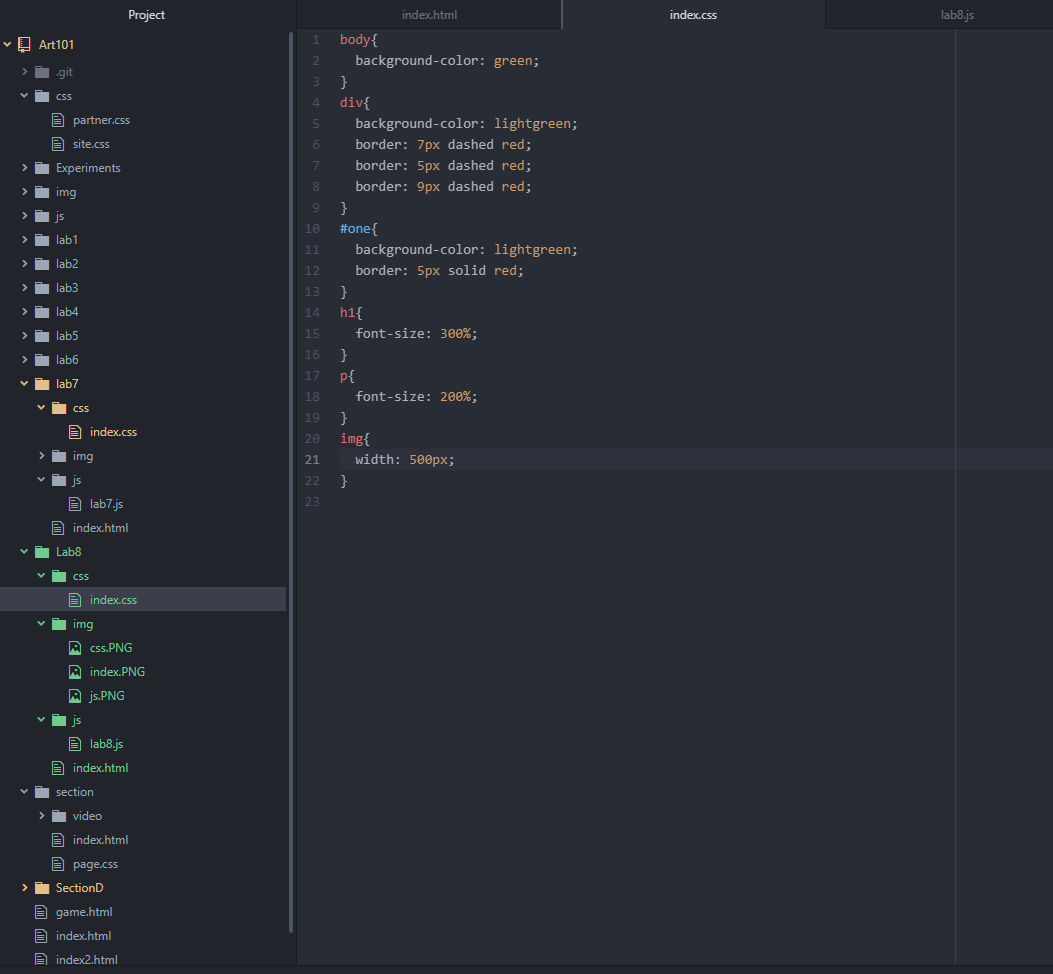 Project
Art101
.git
css
partner.css
site.css
Experiments
img
js
lab1
lab2
lab3
lab4
lab5
lab6
lab7
css
index.css
img
js
lab7.js
index.html
Lab8
css
index.css
img
css.PNG
index.PNG
js.PNG
js
lab8.js
index.html
section
video
index.html
page.css
SectionD
game.html
index.html
index2.html
index.html index.css lab8.js
1 body{
2   background-color: green;
3 }
4 div{
5   background-color: lightgreen;
6   border: 7px dashed red;
7   border: 5px dashed red;
8   border: 9px dashed red;
9 }
10 #one{
11   background-color: lightgreen;
12   border: 5px solid red;
13 }
14 h1{
15   font-size: 300%;
16 }
17 p{
18   font-size: 200%;
19 }
20 img{
21   width: 500px;
22 }
23